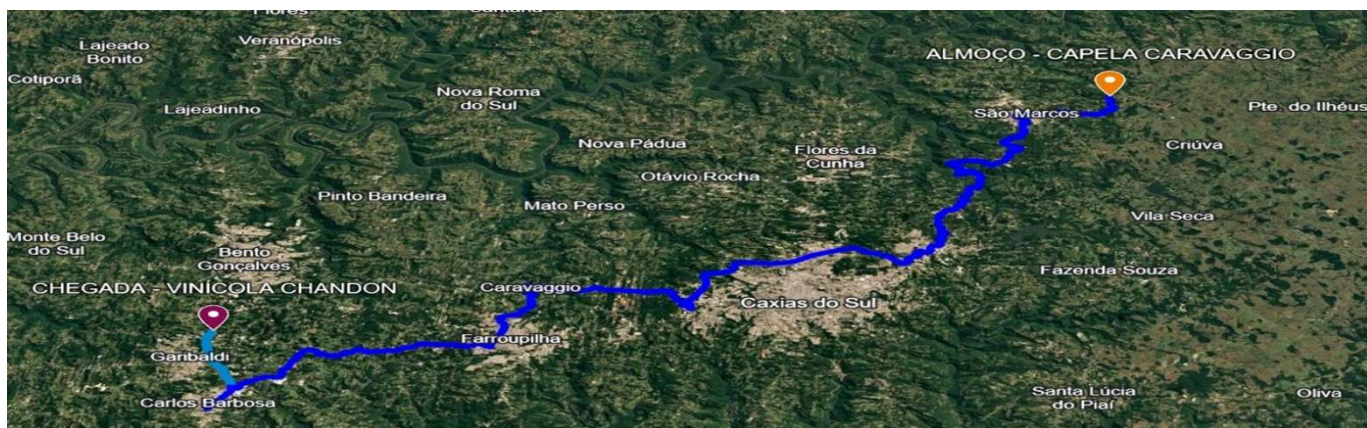 Flores
Santana
Lajeado
Bonito
Veranópolis
Cotiporã
Lajeadinho
Nova Roma
do Sul
ALMOÇO - CAPELA CARAVAGGIO
São Marcos
Pte. do Ilhéus
Criúva
Nova Pádua
Flores da
Cunha
Otávio Rocha
Pinto Bandeira
Mato Perso
Vila Seca
Monte Belo
do Sul
Bento
Gonçalves
Fazenda Souza
CHEGADA - VINÍCOLA CHANDON
Caravaggio
Caxias do Sul
Farroupilha
Garibaldi
Carlos Barbosa
Santa Lúcia
do Piaí
Oliva